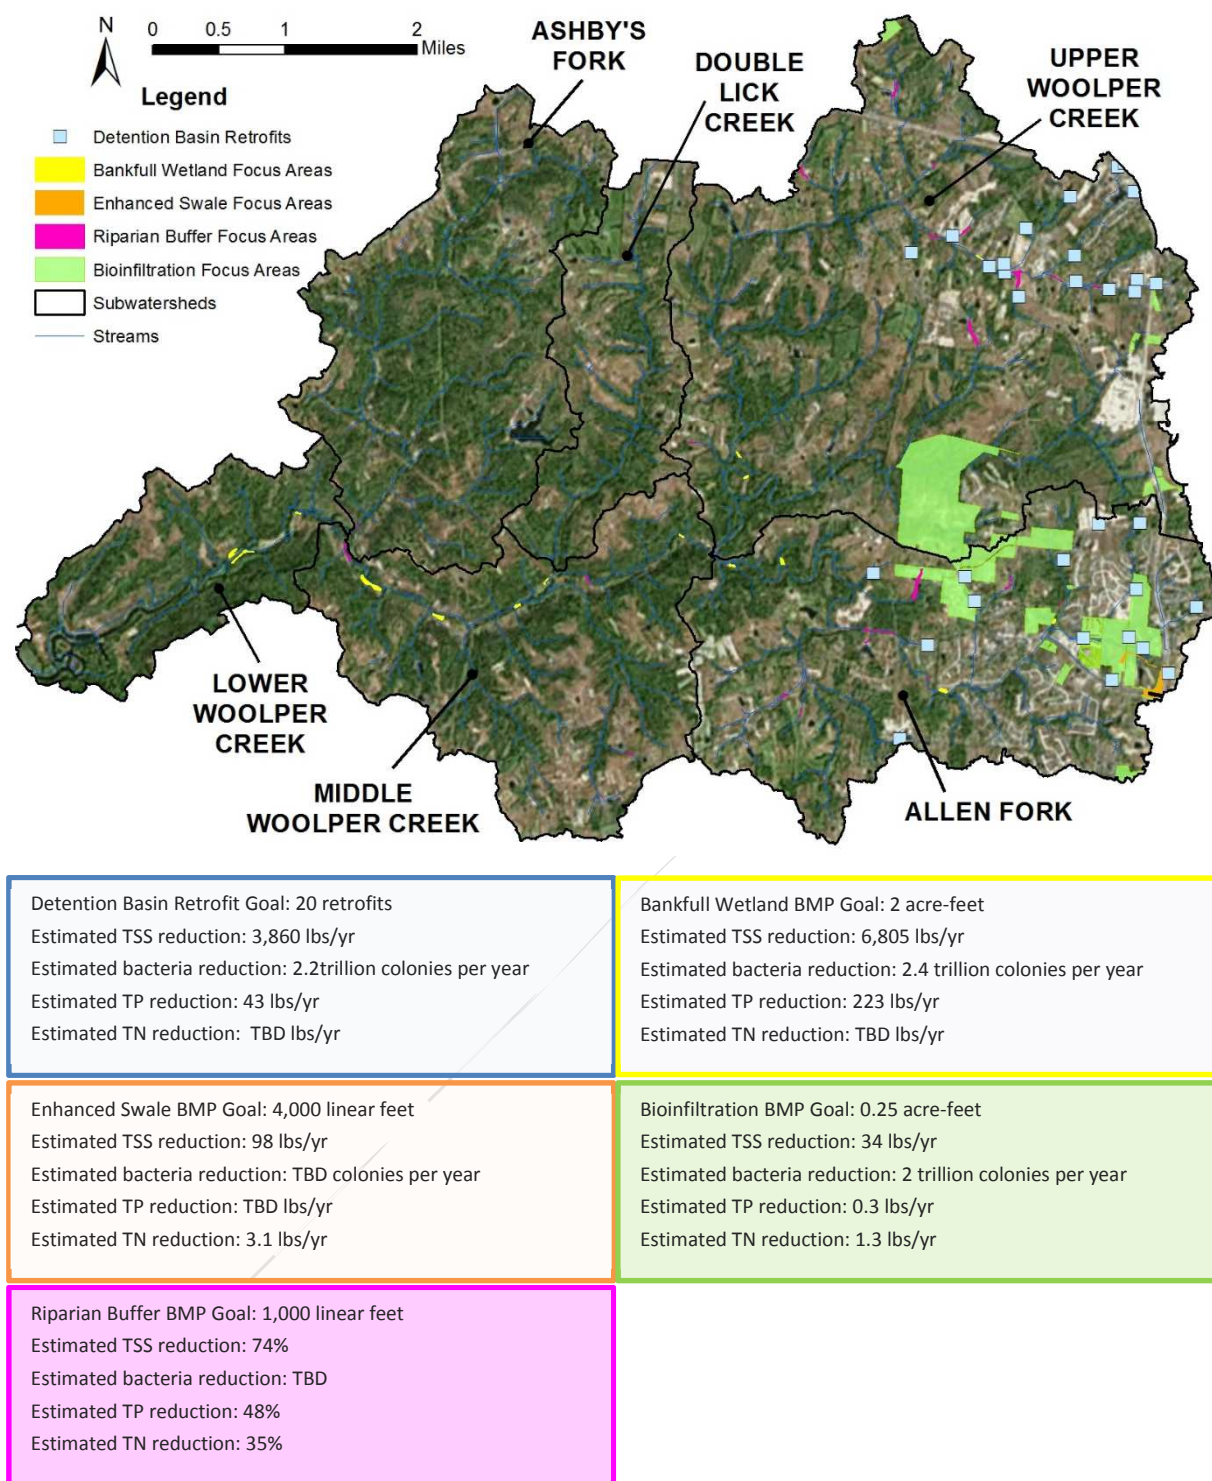 N
0 0.5 1 2
Miles
Legend
Detention Basin Retrofits
Bankfull Wetland Focus Areas
Enhanced Swale Focus Areas
Riparian Buffer Focus Areas
Bioinfiltration Focus Areas
Subwatersheds
Streams
ASHBY'S
FORK
DOUBLE
LICK
CREEK
UPPER
WOOLPER
CREEK
LOWER
WOOLPER
CREEK
MIDDLE
WOOLPER CREEK
ALLEN FORK
Detention Basin Retrofit Goal: 20 retrofits
Estimated TSS reduction: 3,860 lbs/yr
Estimated bacteria reduction: 2.2trillion colonies per year
Estimated TP reduction: 43 lbs/yr
Estimated TN reduction:  TBD lbs/yr
Bankfull Wetland BMP Goal: 2 acre-feet
Estimated TSS reduction: 6,805 lbs/yr
Estimated bacteria reduction: 2.4 trillion colonies per year
Estimated TP reduction: 223 lbs/yr
Estimated TN reduction: TBD lbs/yr
Enhanced Swale BMP Goal: 4,000 linear feet
Estimated TSS reduction: 98 lbs/yr
Estimated bacteria reduction: TBD colonies per year
Estimated TP reduction: TBD lbs/yr
Estimated TN reduction: 3.1 lbs/yr
Bioinfiltration BMP Goal: 0.25 acre-feet
Estimated TSS reduction: 34 lbs/yr
Estimated bacteria reduction: 2 trillion colonies per year
Estimated TP reduction: 0.3 lbs/yr
Estimated TN reduction: 1.3 lbs/yr
Riparian Buffer BMP Goal: 1,000 linear feet
Estimated TSS reduction: 74%
Estimated bacteria reduction: TBD
Estimated TP reduction: 48%
Estimated TN reduction: 35%